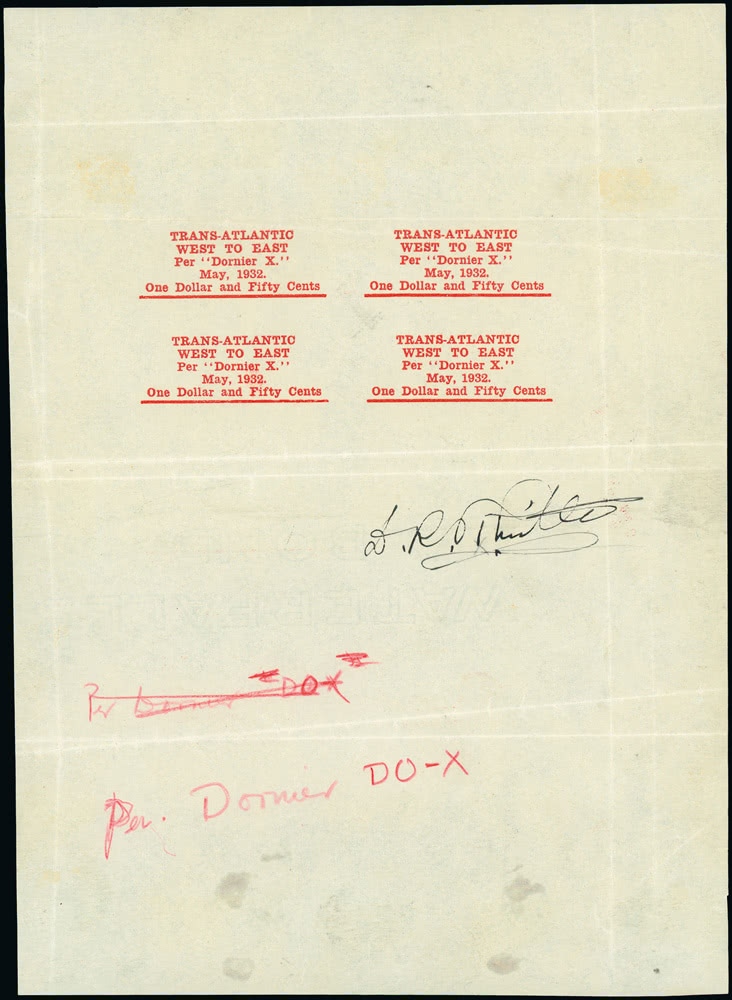 TRANS-ATLANTIC
WEST TO EAST
Per "Dornier X."
May, 1932.
One Dollar and Fifty Cents
TRANS-ATLANTIC
WEST TO EAST
Per "Dornier X."
May, 1932.
One Dollar and Fifty Cents
TRANS-ATLANTIC
WEST TO EAST
Per "Dornier X."
May, 1932.
One Dollar and Fifty Cents
TRANS-ATLANTIC
WEST TO EAST
Per "Dornier X."
May, 1932.
One Dollar and Fifty Cents
D. R.
Per Dornier "DOX"
Per. Dornier DO-X